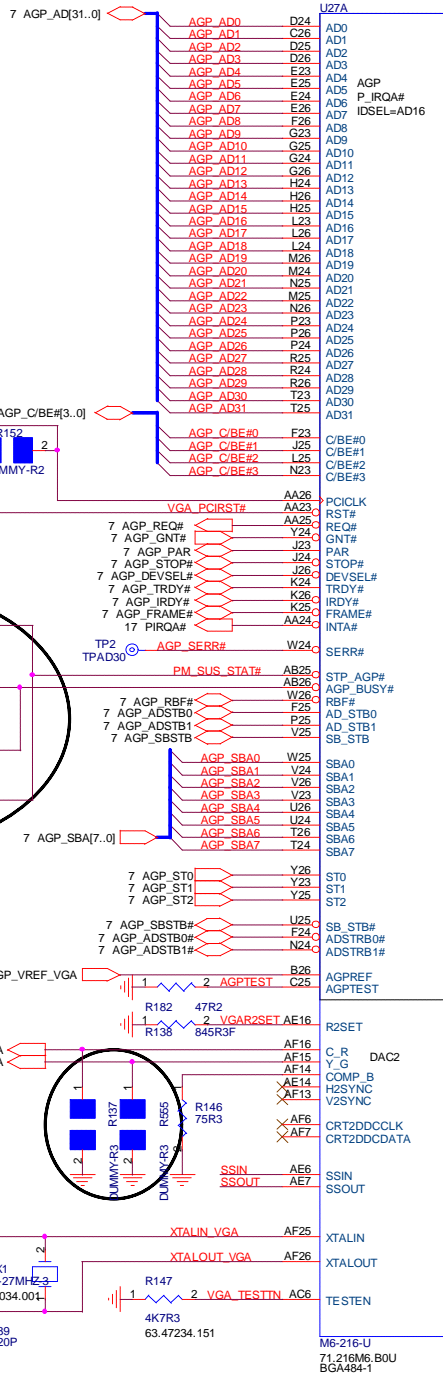 U27A
7 AGP_AD[31..0]
AGP_AD0 D24 AD0
AGP_AD1 C26 AD1
AGP_AD2 D25 AD2
AGP_AD3 D26 AD3
AGP_AD4 E23 AD4
AGP_AD5 E25 AD5
AGP_AD6 E24 AD6
AGP_AD7 E26 AD7
AGP_AD8 F26 AD8
AGP_AD9 G23 AD9
AGP_AD10 G25 AD10
AGP_AD11 G24 AD11
AGP_AD12 G26 AD12
AGP_AD13 H24 AD13
AGP_AD14 H26 AD14
AGP_AD15 H25 AD15
AGP_AD16 L23 AD16
AGP_AD17 L26 AD17
AGP_AD18 L24 AD18
AGP_AD19 M26 AD19
AGP_AD20 M24 AD20
AGP_AD21 N25 AD21
AGP_AD22 M25 AD22
AGP_AD23 N26 AD23
AGP_AD24 P23 AD24
AGP_AD25 P26 AD25
AGP_AD26 P24 AD26
AGP_AD27 R25 AD27
AGP_AD28 R24 AD28
AGP_AD29 R26 AD29
AGP_AD30 T23 AD30
AGP_AD31 T25 AD31
AGP
P_IRQA#
IDSEL=AD16
AGP_C/BE#[3..0]
R152
2
MMY-R2
AGP_C/BE#0 F23 C/BE#0
AGP_C/BE#1 J25 C/BE#1
AGP_C/BE#2 L25 C/BE#2
AGP_C/BE#3 N23 C/BE#3
AA26 PCICLK
VGA_PCIRST# AA23 RST#
7 AGP_REQ# AA25 REQ#
7 AGP_GNT# Y24 GNT#
7 AGP_PAR J23 PAR
7 AGP_STOP# J24 STOP#
7 AGP_DEVSEL# J26 DEVSEL#
7 AGP_TRDY# K24 TRDY#
7 AGP_IRDY# K26 IRDY#
7 AGP_FRAME# K25 FRAME#
17 PIRQA# AA24 INTA#
TP2
TPAD30
AGP_SERR# W24 SERR#
PM_SUS_STAT# AB25 STP_AGP#
AB26 AGP_BUSY#
7 AGP_RBF# W26 RBF#
7 AGP_ADSTB0 F25 AD_STB0
7 AGP_ADSTB1 P25 AD_STB1
7 AGP_SBSTB V25 SB_STB
AGP_SBA0 W25 SBA0
AGP_SBA1 V24 SBA1
AGP_SBA2 V26 SBA2
AGP_SBA3 V23 SBA3
AGP_SBA4 U26 SBA4
AGP_SBA5 U24 SBA5
AGP_SBA6 T26 SBA6
AGP_SBA7 T24 SBA7
7 AGP_SBA[7..0]
7 AGP_ST0 Y26 ST0
7 AGP_ST1 Y23 ST1
7 AGP_ST2 Y25 ST2
7 AGP_SBSTB# U25 SB_STB#
7 AGP_ADSTB0# F24 ADSTRB0#
7 AGP_ADSTB1# N24 ADSTRB1#
GP_VREF_VGA B26 AGPREF
1 2 AGPTEST C25 AGPTEST
R182 47R2
1 2 VGAR2SET AE16 R2SET
R138 845R3F
A AF16 C_R
A AF15 Y_G
AF14 COMP_B
DAC2
AE14 H2SYNC
AF13 V2SYNC
1 R137 2 DUMMY-R3
1 R555 2 DUMMY-R3
1 R146 2
75R3
AF6 CRT2DDCCLK
AF7 CRT2DDCDATA
SSIN AE6 SSIN
SSOUT AE7 SSOUT
XTALIN_VGA AF25 XTALIN
XTALOUT_VGA AF26 XTALOUT
2
1
X1
-27MHZ-3
034.001
39
20P
R147
1 2 VGA_TESTTN AC6 TESTEN
4K7R3
63.47234.151
M6-216-U
71.216M6.B0U
BGA484-1